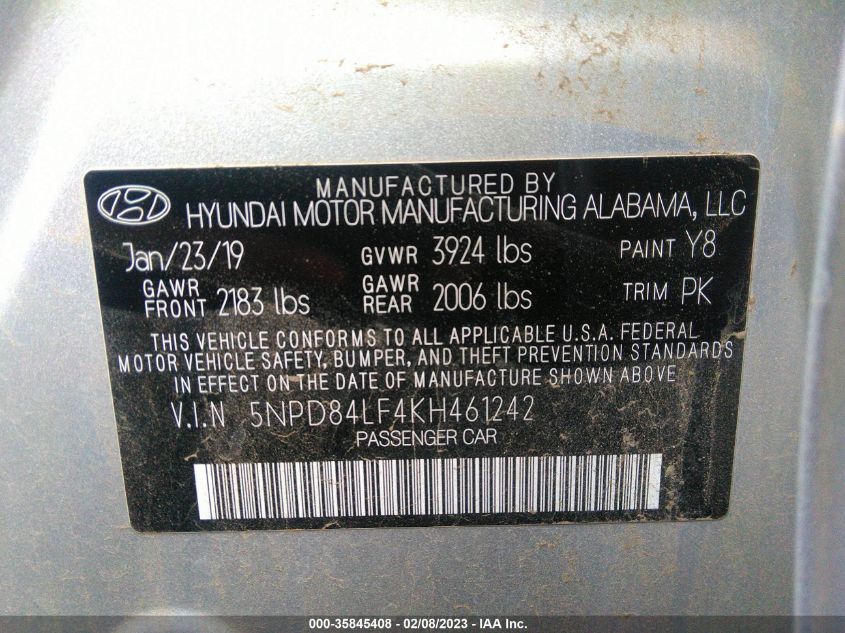 MANUFACTURED BY
HYUNDAI MOTOR MANUFACTURING ALABAMA, LLC
Jan/23/19 GVWR 3924 lbs PAINT Y8
GAWR FRONT 2183 lbs GAWR REAR 2006 lbs TRIM PK
THIS VEHICLE CONFORMS TO ALL APPLICABLE U.S.A. FEDERAL
MOTOR VEHICLE SAFETY, BUMPER, AND THEFT PREVENTION STANDARDS
IN EFFECT ON THE DATE OF MANUFACTURE SHOWN ABOVE
V.I.N 5NPD84LF4KH461242
PASSENGER CAR
000-35845408 - 02/08/2023 - IAA Inc.